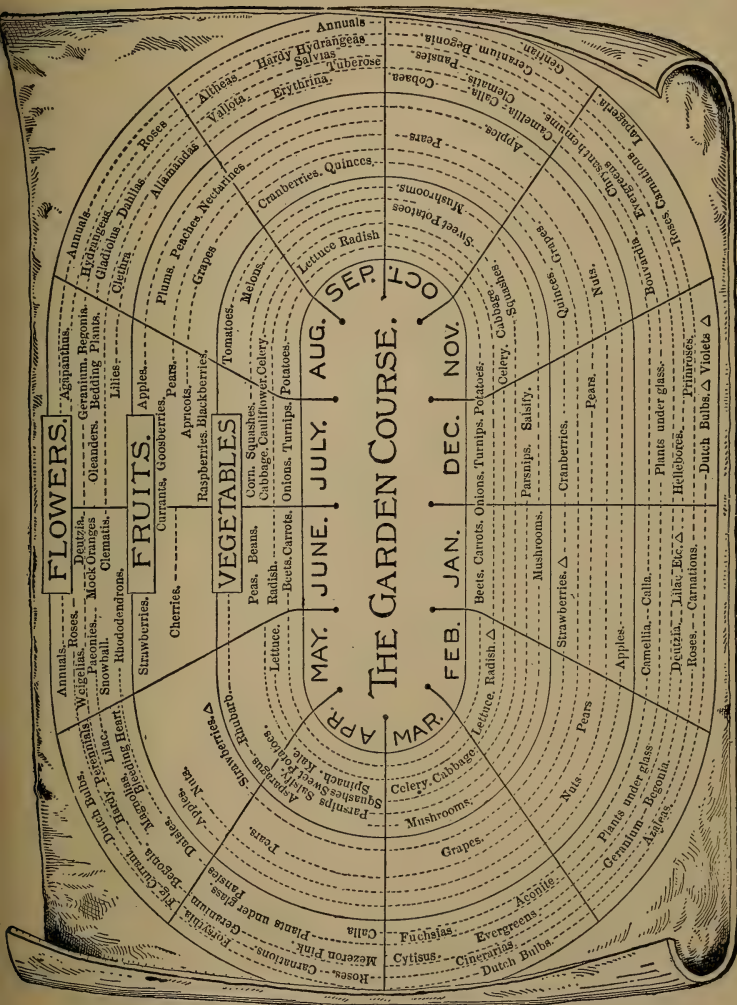 THE GARDEN COURSE.
JAN.
FEB.
MAR.
APR.
MAY.
JUNE.
JULY.
AUG.
SEP.
OCT.
NOV.
DEC.
FLOWERS.
Annuals.
Roses.
Deutzia.
Weigelias.
Mock Oranges
Paeonies.
Clematis.
Snowball.
Rhododendrons.
Agapanthus.
Geranium. Begonia.
Oleanders. Bedding Plants.
Lilies.
Annuals.
Roses
Hydrangeas
Gladiolus, Dahlias.
Clethra
Allamandas
Annuals
Hardy Hydrangeas
Altheas
Salvias
Tuberose
Vallota
Erythrina.
Gentian.
Geranium. Begonia.
Pansies
Clematis
Calla
Camellia
Cobaea
Lapageria.
Chrysanthemums
Evergreens
Roses, Carnations
Bouvardia
Plants under glass.
Primroses.
Hellebores.
Dutch Bulbs. △ Violets △
Camellia. Calla.
Deutzia. Lilac, Etc. △
Roses. Carnations.
Plants under glass
Geranium. Begonia.
Azaleas.
Aconite.
Fuchsias.
Evergreens
Cytisus.
Cinerarias.
Dutch Bulbs.
Calla
Plants under glass
Pansies
Mezeron Pink
Geranium
Roses. Carnations.
Forsythia
Dutch Bulbs.
Hardy Perennials
Lilac.
Flg. Currant.
Magnolias, Bleeding Heart
Begonia
Daisies.
FRUITS.
Strawberries.
Cherries.
Currants. Gooseberries
Apples.
Pears.
Apricots.
Raspberries. Blackberries.
Plums. Peaches. Nectarines
Grapes
Cranberries, Quinces.
Apples.
Pears
Quinces, Grapes
Nuts.
Cranberries.
Pears.
Strawberries. △
Apples.
Pears
Nuts
Grapes.
Pears.
Apples, Nuts.
Strawberries. △
VEGETABLES
Peas. Beans.
Radish.
Beets. Carrots.
Corn. Squashes.
Cabbage. Cauliflower. Celery.
Onions. Turnips. Potatoes.
Tomatoes.
Melons.
Lettuce Radish
Mushrooms.
Sweet Potatoes
Cabbage.
Squashes
Celery.
Beets. Carrots. Onions. Turnips. Potatoes.
Parsnips. Salsify.
Mushrooms.
Lettuce, Radish. △
Celery. Cabbage.
Mushrooms.
Parsnips
Squashes. Sweet Potatoes.
Spinach. Kale.
Asparagus
Salsify.
Rhubarb.
Lettuce.